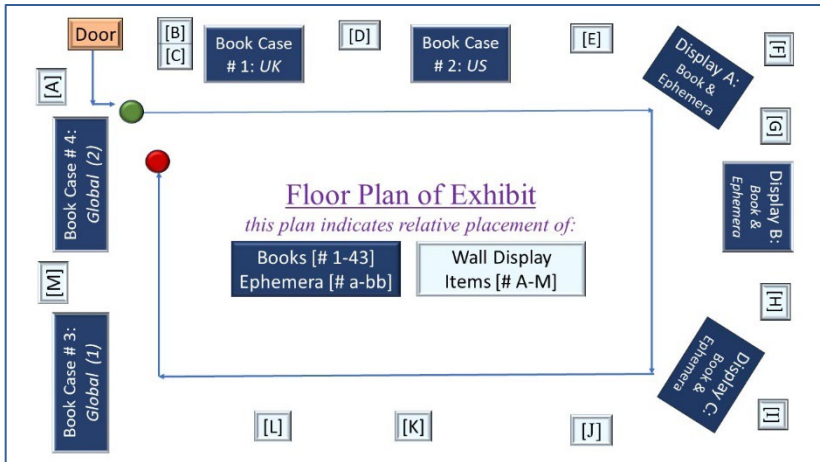 Door
[A]
[B]
[C]
Book Case
# 1: UK
[D]
Book Case
# 2: US
[E]
Display A:
Book &
Ephemera
[F]
[G]
Display B:
Book &
Ephemera
[H]
Display C:
Book &
Ephemera
[I]
[J]
[K]
[L]
Book Case # 3:
Global (1)
[M]
Book Case # 4:
Global (2)
Floor Plan of Exhibit
this plan indicates relative placement of:
Books [# 1-43]
Ephemera [# a-bb]
Wall Display
Items [# A-M]